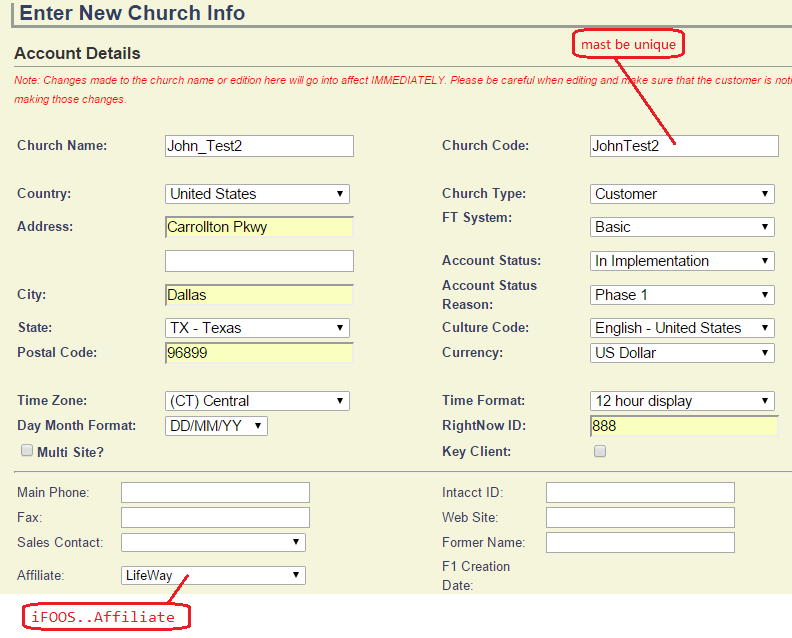 Enter New Church Info
mast be unique
Account Details
Note: Changes made to the church name or edition here will go into affect IMMEDIATELY. Please be careful when editing and make sure that the customer is
making those changes.
Church Name: John_Test2 Church Code: JohnTest2
Country: United States Church Type: Customer
Address: Carrollton Pkwy FT System: Basic
Account Status: In Implementation
City: Dallas Account Status Reason: Phase 1
State: TX - Texas Culture Code: English - United States
Postal Code: 96899 Currency: US Dollar
Time Zone: (CT) Central Time Format: 12 hour display
Day Month Format: DD/MM/YY RightNow ID: 888
Multi Site? Key Client:
Main Phone: Intacct ID:
Fax: Web Site:
Sales Contact: Former Name:
Affiliate: LifeWay F1 Creation Date:
iFOOS..Affiliate